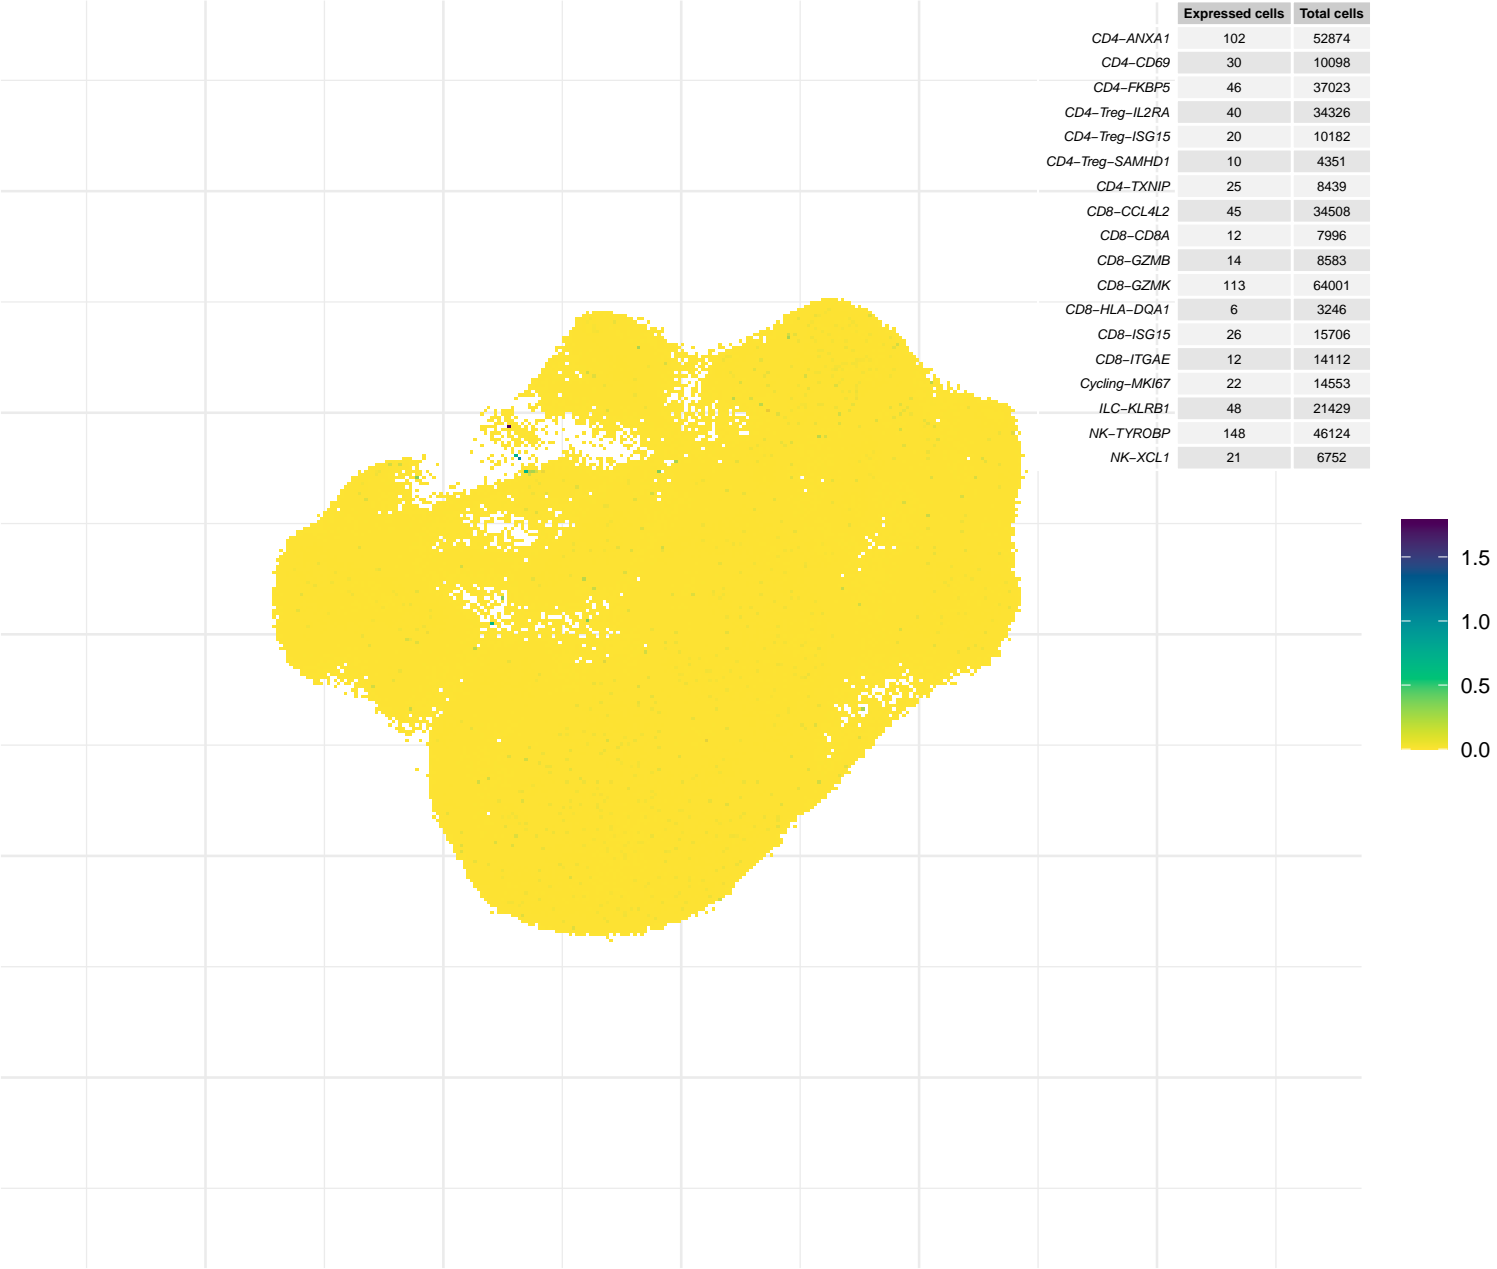 Expressed cells Total cells
CD4−ANXA1 102 52874
CD4−CD69 30 10098
CD4−FKBP5 46 37023
CD4−Treg−IL2RA 40 34326
CD4−Treg−ISG15 20 10182
CD4−Treg−SAMHD1 10 4351
CD4−TXNIP 25 8439
CD8−CCL4L2 45 34508
CD8−CD8A 12 7996
CD8−GZMB 14 8583
CD8−GZMK 113 64001
CD8−HLA−DQA1 6 3246
CD8−ISG15 26 15706
CD8−ITGAE 12 14112
Cycling−MKI67 22 14553
ILC−KLRB1 48 21429
NK−TYROBP 148 46124
NK−XCL1 21 6752
1.5
1.0
0.5
0.0